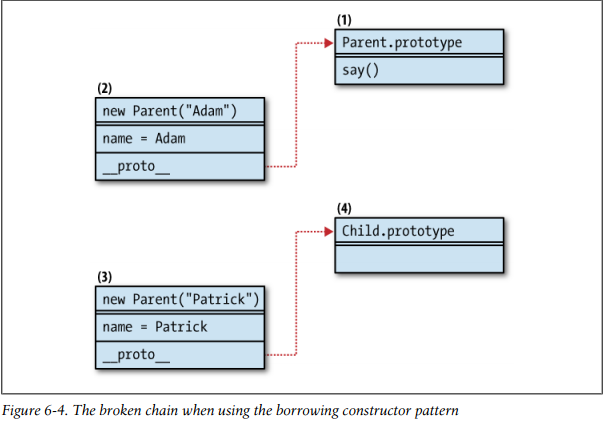 (1)
Parent.prototype
say()
(2)
new Parent("Adam")
name = Adam
__proto__
(4)
Child.prototype
(3)
new Parent("Patrick")
name = Patrick
__proto__
Figure 6-4. The broken chain when using the borrowing constructor pattern